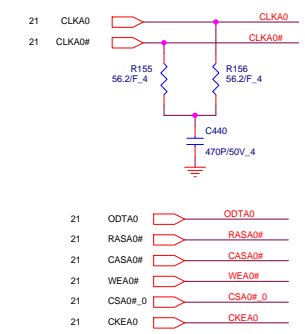 21 CLKA0 CLKA0
21 CLKA0# CLKA0#
R155 R156
56.2/F_4 56.2/F_4
C440
470P/50V_4
21 ODTA0 ODTA0
21 RASA0# RASA0#
21 CASA0# CASA0#
21 WEA0# WEA0#
21 CSA0#_0 CSA0#_0
21 CKEA0 CKEA0